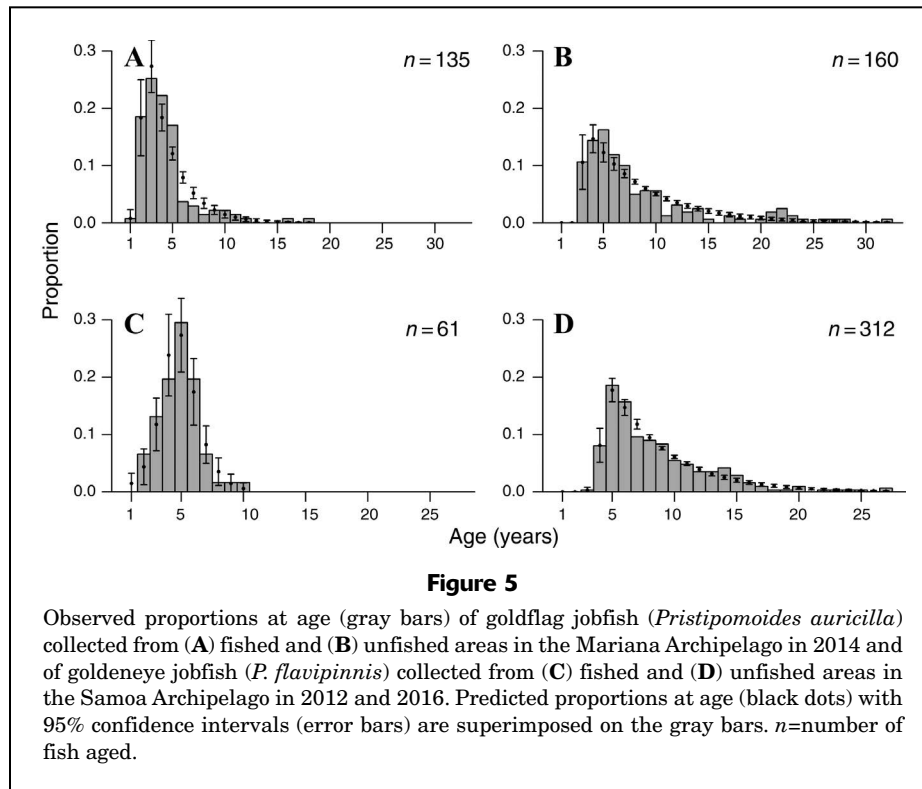 A
n=135
0.3
0.2
0.1
0.0
1 5 10 15 20 25 30
B
n=160
0.3
0.2
0.1
0.0
1 5 10 15 20 25 30
Proportion
C
n=61
0.3
0.2
0.1
0.0
1 5 10 15 20 25
D
n=312
0.3
0.2
0.1
0.0
1 5 10 15 20 25
Age (years)
Figure 5
Observed proportions at age (gray bars) of goldflag jobfish (Pristipomoides auricilla)
collected from (A) fished and (B) unfished areas in the Mariana Archipelago in 2014 and
of goldeneye jobfish (P. flavipinnis) collected from (C) fished and (D) unfished areas in
the Samoa Archipelago in 2012 and 2016. Predicted proportions at age (black dots) with
95% confidence intervals (error bars) are superimposed on the gray bars. n=number of
fish aged.